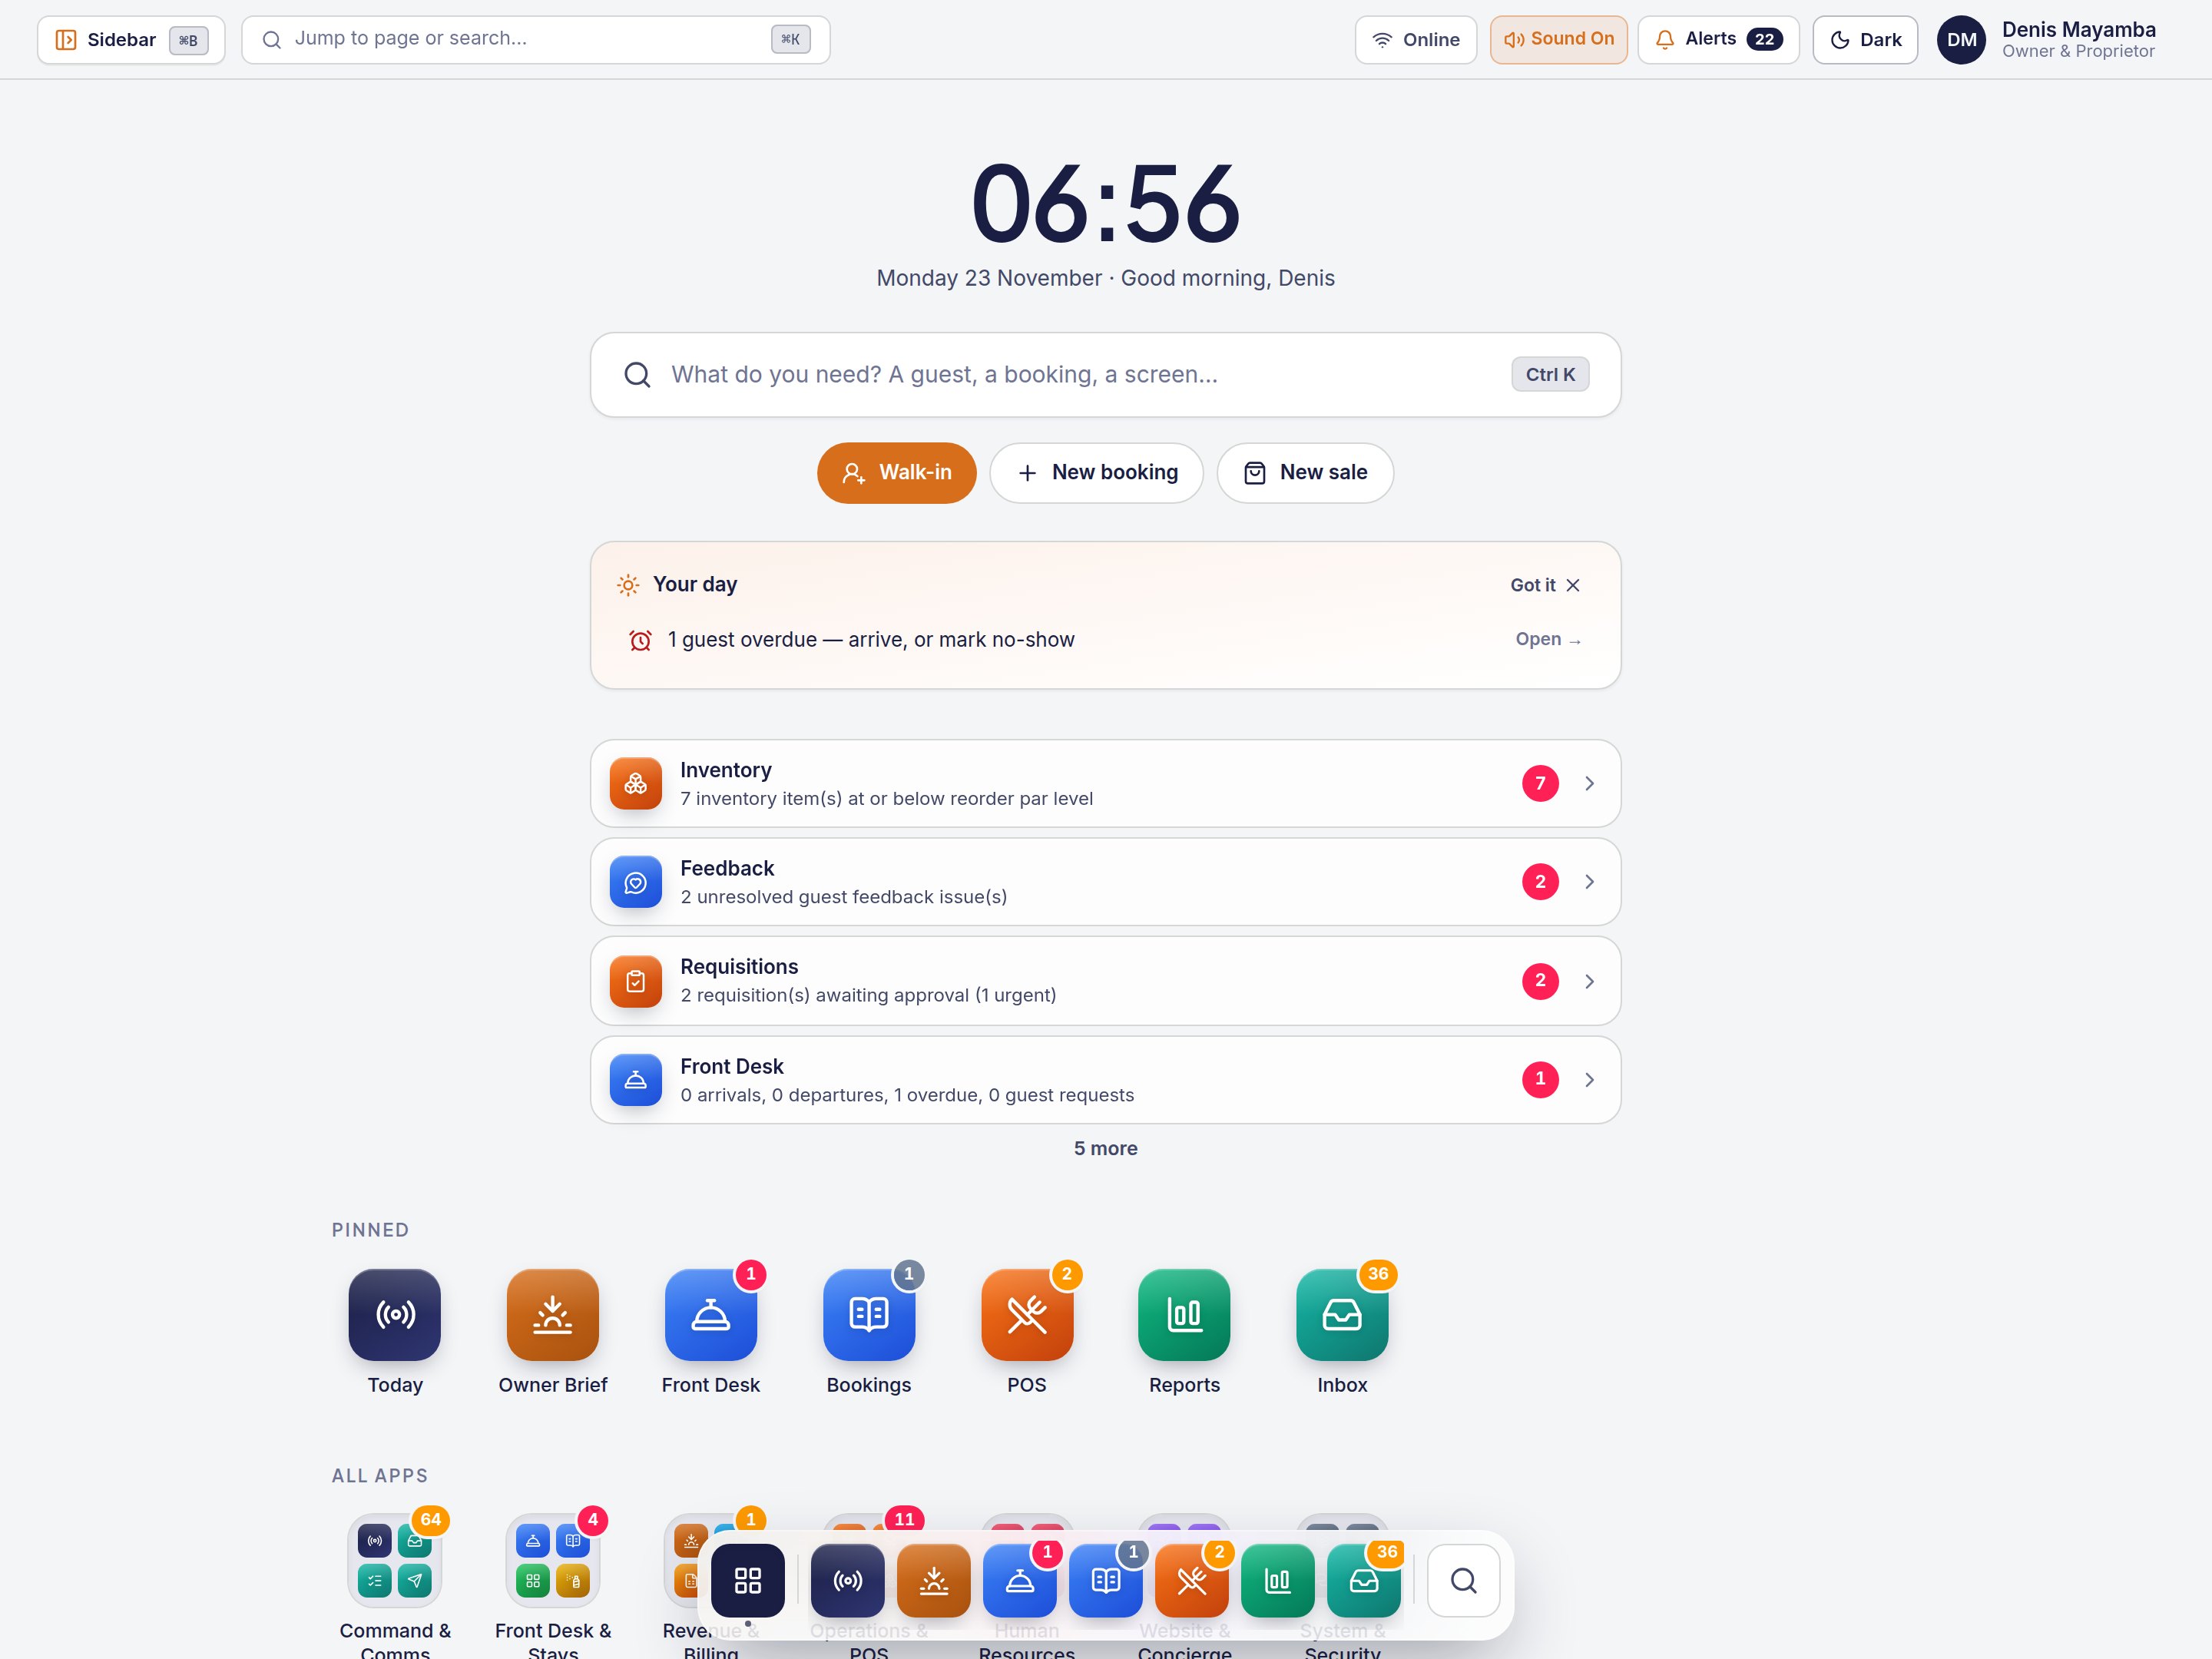 Sidebar ⌘B
Jump to page or search... ⌘K
Online
Sound On
Alerts 22
Dark
DM
Denis Mayamba
Owner & Proprietor
06:56
Monday 23 November · Good morning, Denis
What do you need? A guest, a booking, a screen... Ctrl K
Walk-in
New booking
New sale
Your day
Got it
1 guest overdue — arrive, or mark no-show
Open →
Inventory
7 inventory item(s) at or below reorder par level
7
Feedback
2 unresolved guest feedback issue(s)
2
Requisitions
2 requisition(s) awaiting approval (1 urgent)
2
Front Desk
0 arrivals, 0 departures, 1 overdue, 0 guest requests
1
5 more
PINNED
1
1
2
36
Today
Owner Brief
Front Desk
Bookings
POS
Reports
Inbox
ALL APPS
64
4
1
11
1
1
2
36
Command &
Comms
Front Desk &
Stays
Revenue &
Billing
Operations &
POS
Human
Resources
Website &
Concierge
System &
Security